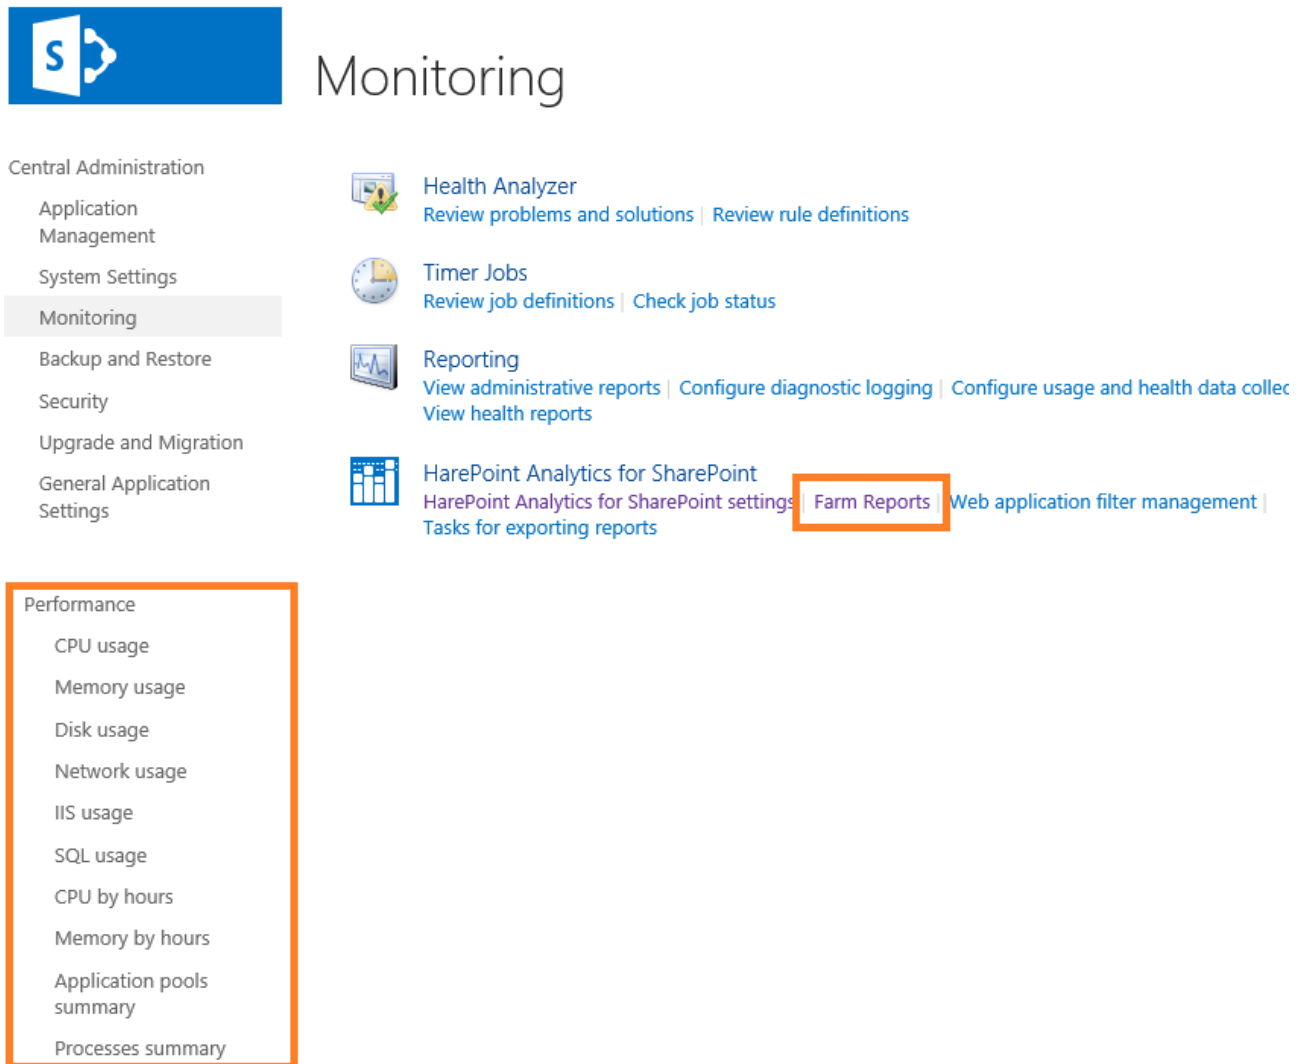 S
Monitoring
Central Administration
Application
Management
System Settings
Monitoring
Backup and Restore
Security
Upgrade and Migration
General Application
Settings
Health Analyzer
Review problems and solutions | Review rule definitions
Timer Jobs
Review job definitions | Check job status
Reporting
View administrative reports | Configure diagnostic logging | Configure usage and health data collec
View health reports
HarePoint Analytics for SharePoint
HarePoint Analytics for SharePoint settings | Farm Reports | Web application filter management |
Tasks for exporting reports
Performance
CPU usage
Memory usage
Disk usage
Network usage
IIS usage
SQL usage
CPU by hours
Memory by hours
Application pools
summary
Processes summary